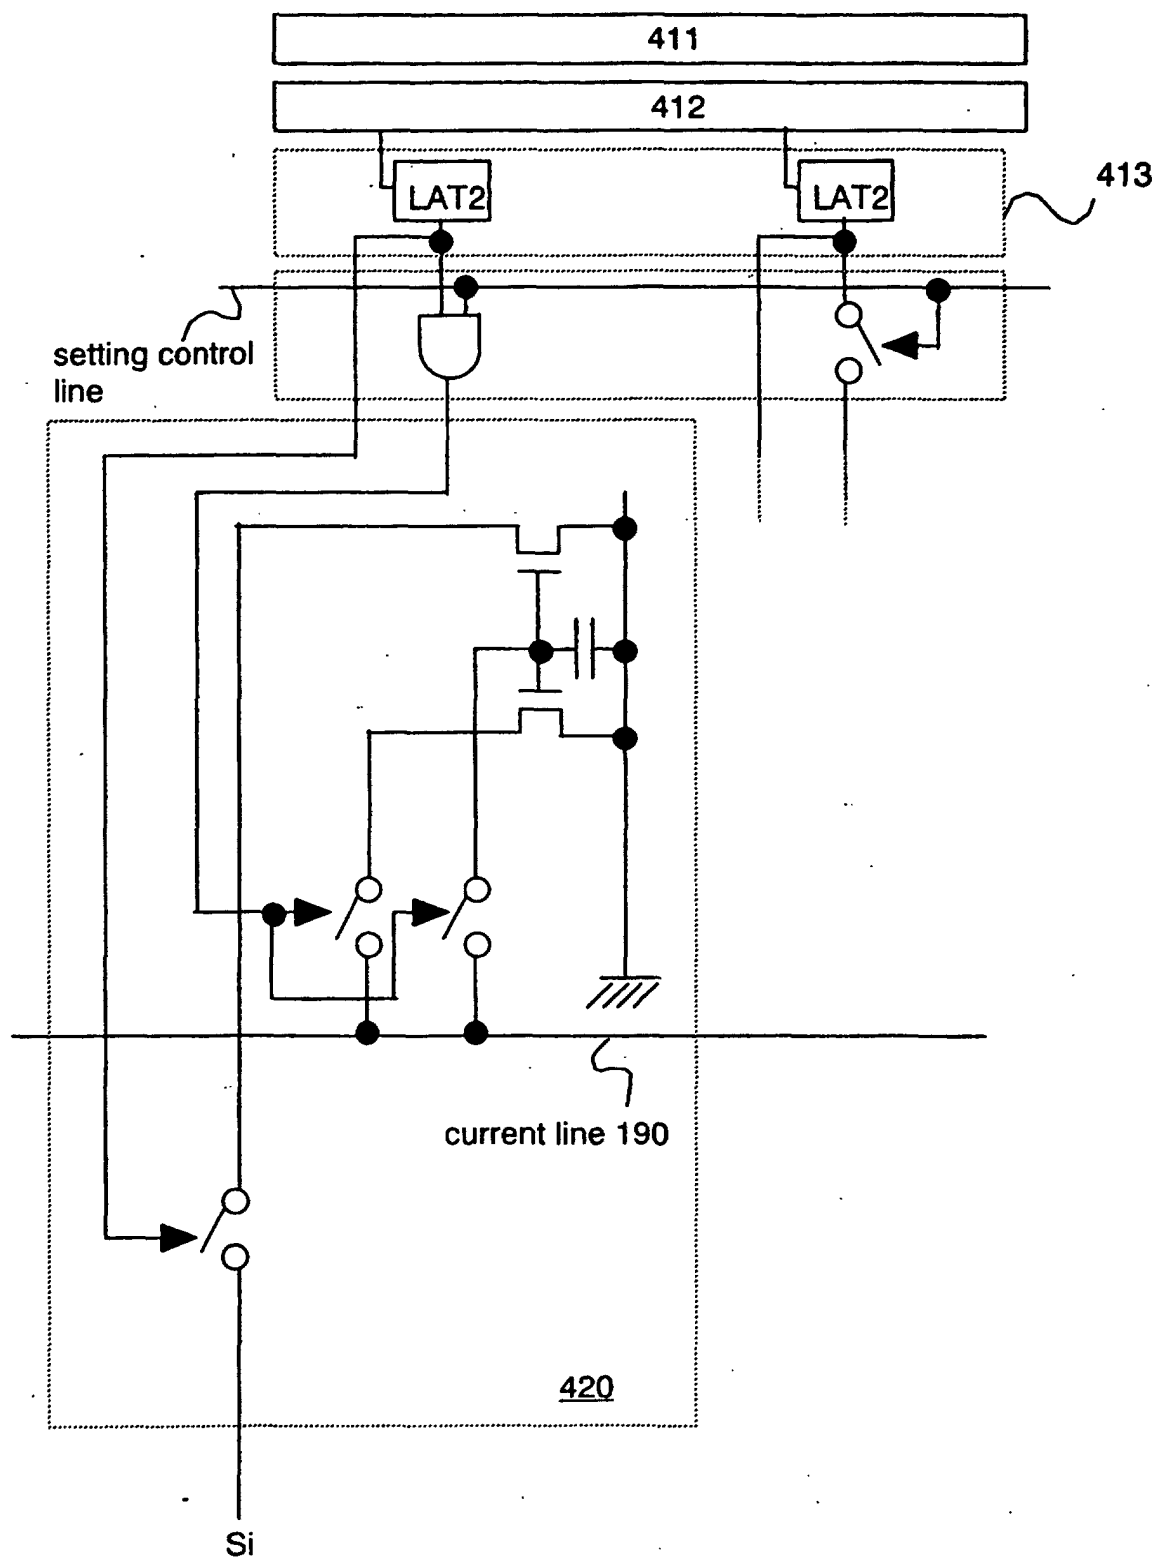 411
412
LAT2
LAT2
413
setting control
line
current line 190
420
Si